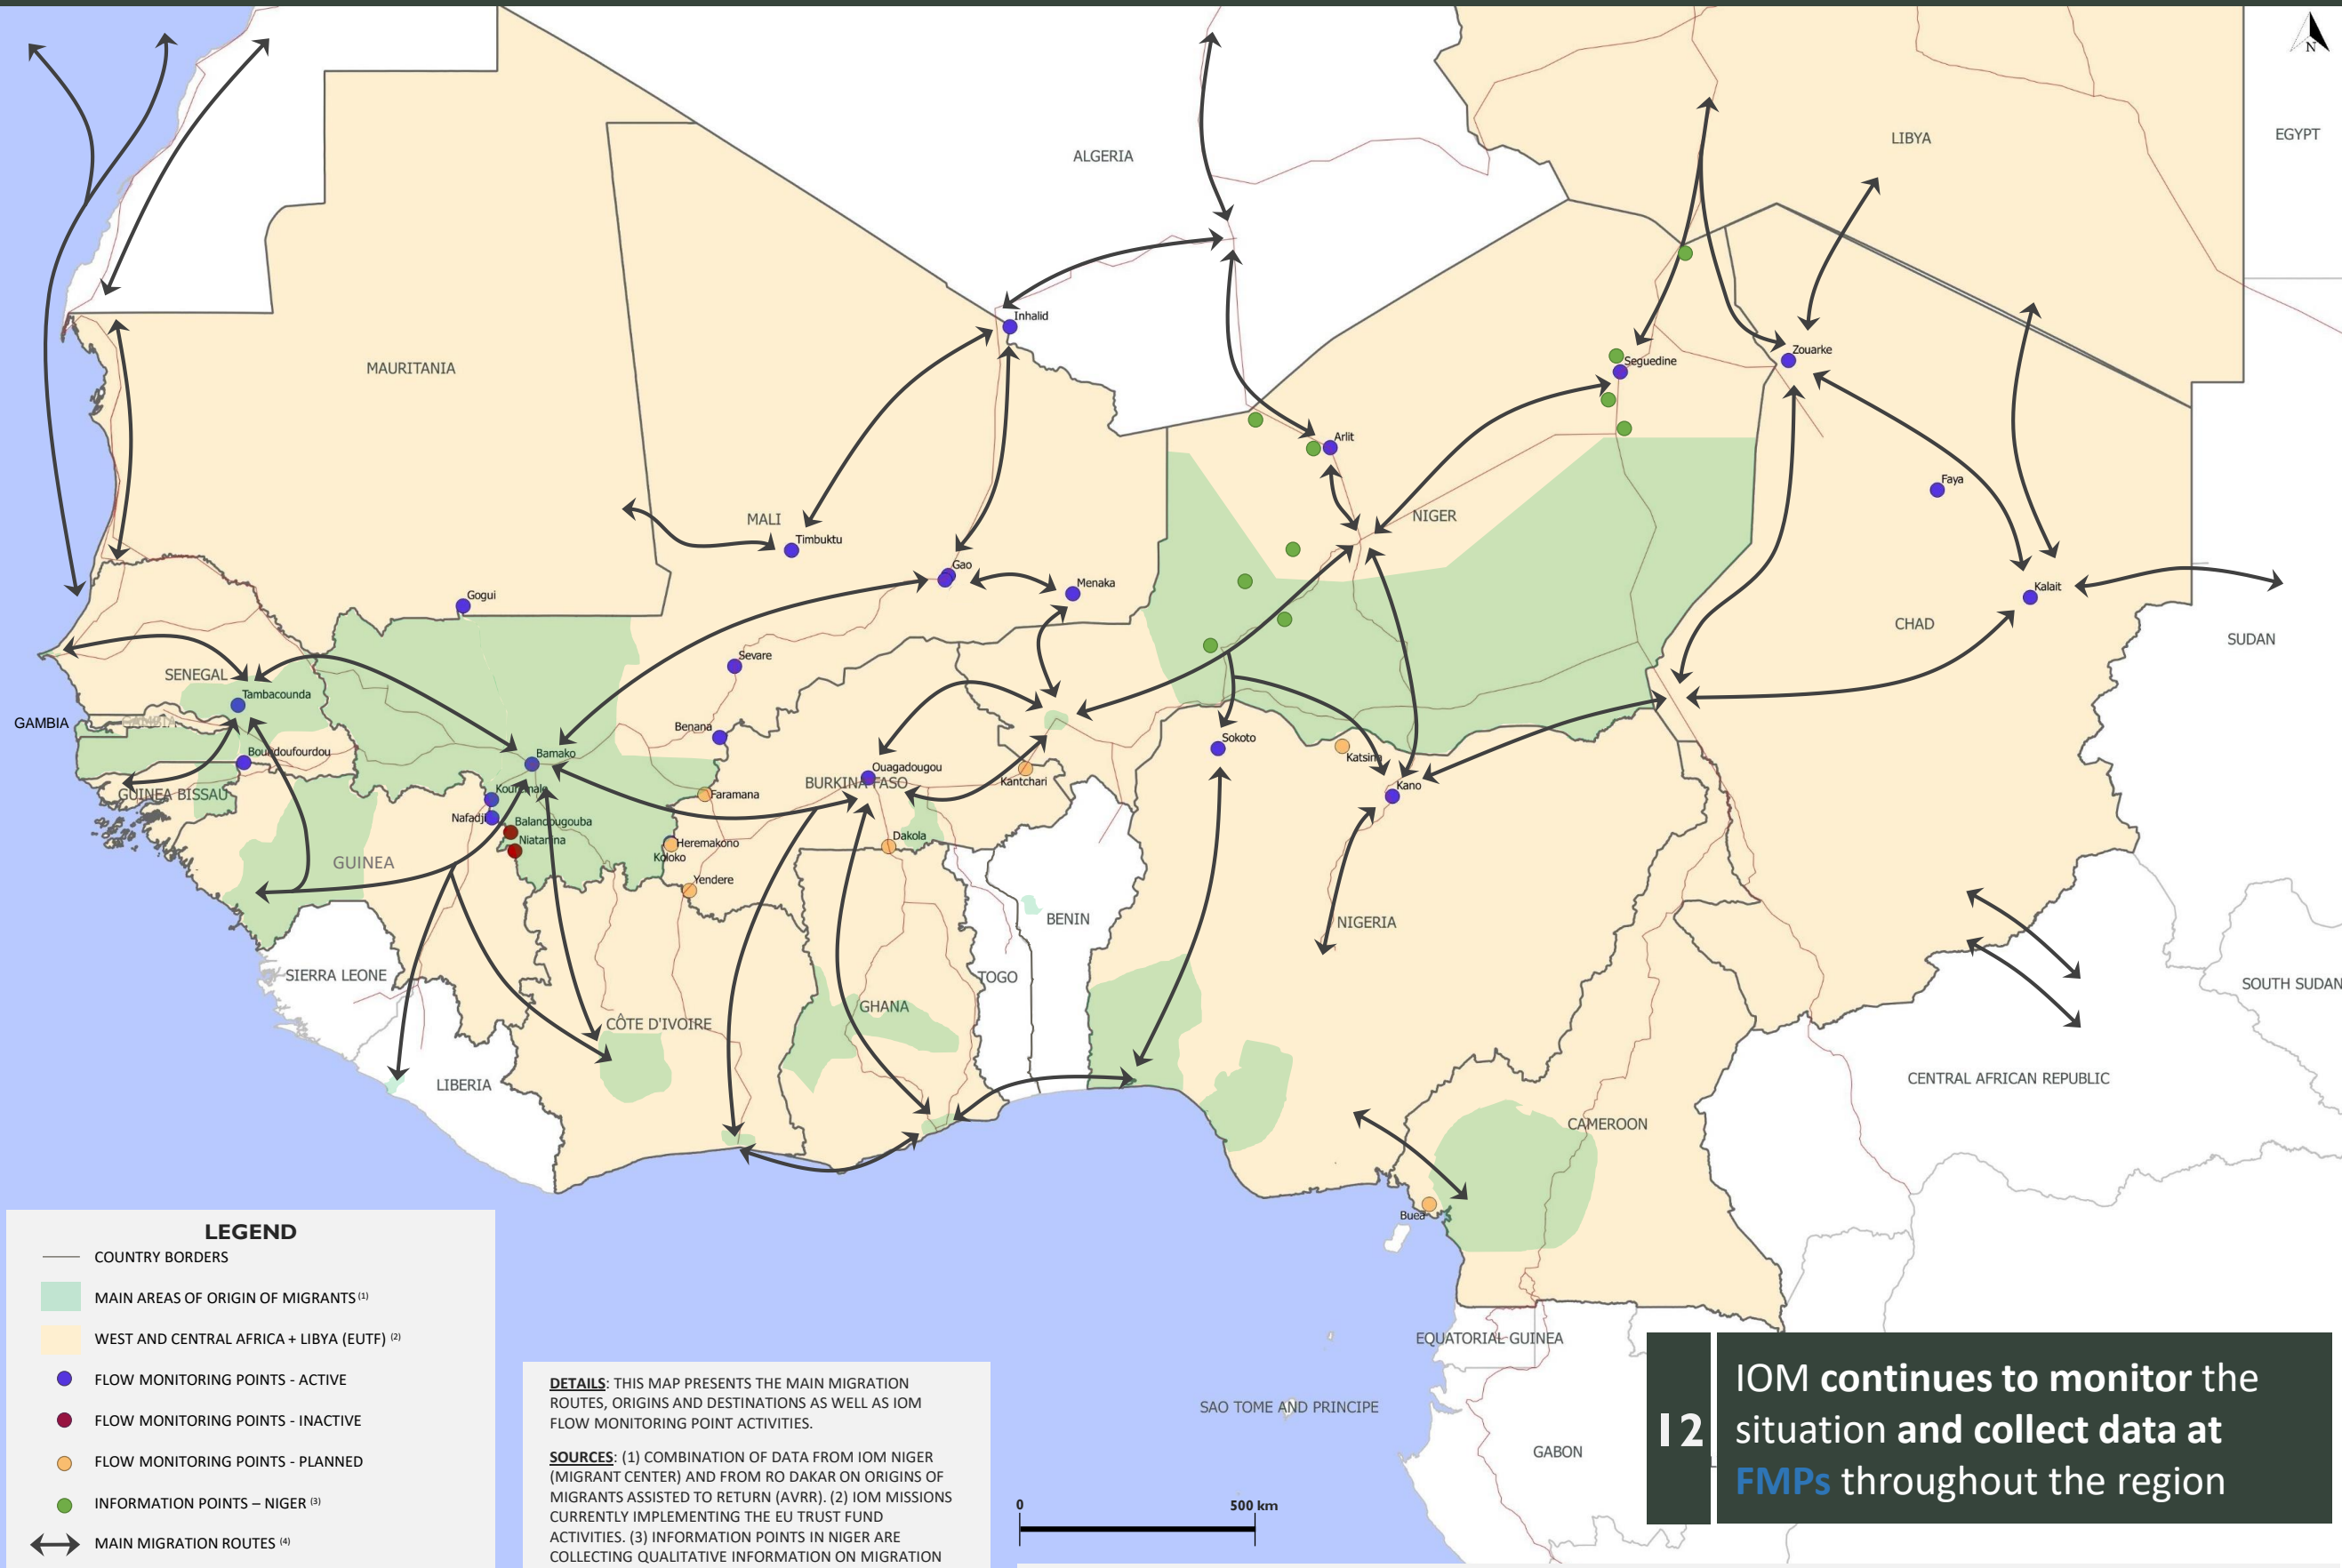 N
LIBYA
EGYPT
ALGERIA
Inhalid
MAURITANIA
Zouarke
Seguedine
Arlit
Faya
MALI
NIGER
Timbuktu
Gao
Menaka
Kalait
Gogui
CHAD
SUDAN
Sevare
SENEGAL
Tambacounda
GAMBIA
GAMBIA
Benana
Sokoto
Katsina
Boundoufourdou
Bamako
Ouagadougou
BURKINA FASO
Kantchari
Kano
GUINEA BISSAU
Kouremale
Faramana
Nafadji
Balandougouba
Niatanina
Heremakono
Koloko
Dakola
GUINEA
Yendere
BENIN
NIGERIA
SIERRA LEONE
TOGO
SOUTH SUDAN
GHANA
CÔTE D'IVOIRE
LIBERIA
CENTRAL AFRICAN REPUBLIC
CAMEROON
Buea
EQUATORIAL GUINEA
SAO TOME AND PRINCIPE
GABON
LEGEND
COUNTRY BORDERS
MAIN AREAS OF ORIGIN OF MIGRANTS (1)
WEST AND CENTRAL AFRICA + LIBYA (EUTF) (2)
FLOW MONITORING POINTS - ACTIVE
FLOW MONITORING POINTS - INACTIVE
FLOW MONITORING POINTS - PLANNED
INFORMATION POINTS – NIGER (3)
MAIN MIGRATION ROUTES (4)
DETAILS: THIS MAP PRESENTS THE MAIN MIGRATION
ROUTES, ORIGINS AND DESTINATIONS AS WELL AS IOM
FLOW MONITORING POINT ACTIVITIES.
SOURCES: (1) COMBINATION OF DATA FROM IOM NIGER
(MIGRANT CENTER) AND FROM RO DAKAR ON ORIGINS OF
MIGRANTS ASSISTED TO RETURN (AVRR). (2) IOM MISSIONS
CURRENTLY IMPLEMENTING THE EU TRUST FUND
ACTIVITIES. (3) INFORMATION POINTS IN NIGER ARE
COLLECTING QUALITATIVE INFORMATION ON MIGRATION
0 500 km
12
IOM continues to monitor the
situation and collect data at
FMPs throughout the region